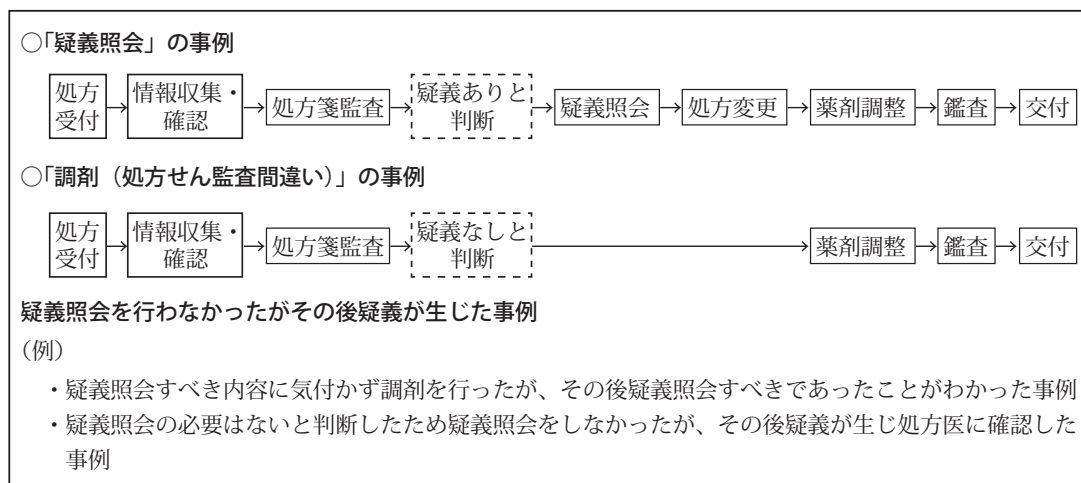 ○「疑義照会」の事例
処方
受付
情報収集・
確認
処方箋監査
疑義ありと
判断
疑義照会
処方変更
薬剤調整
鑑査
交付
○「調剤（処方せん監査間違い）」の事例
処方
受付
情報収集・
確認
処方箋監査
疑義なしと
判断
薬剤調整
鑑査
交付
疑義照会を行わなかったがその後疑義が生じた事例
（例）
・疑義照会すべき内容に気付かず調剤を行ったが、その後疑義照会すべきであったことがわかった事例
・疑義照会の必要はないと判断したため疑義照会をしなかったが、その後疑義が生じ処方医に確認した
事例